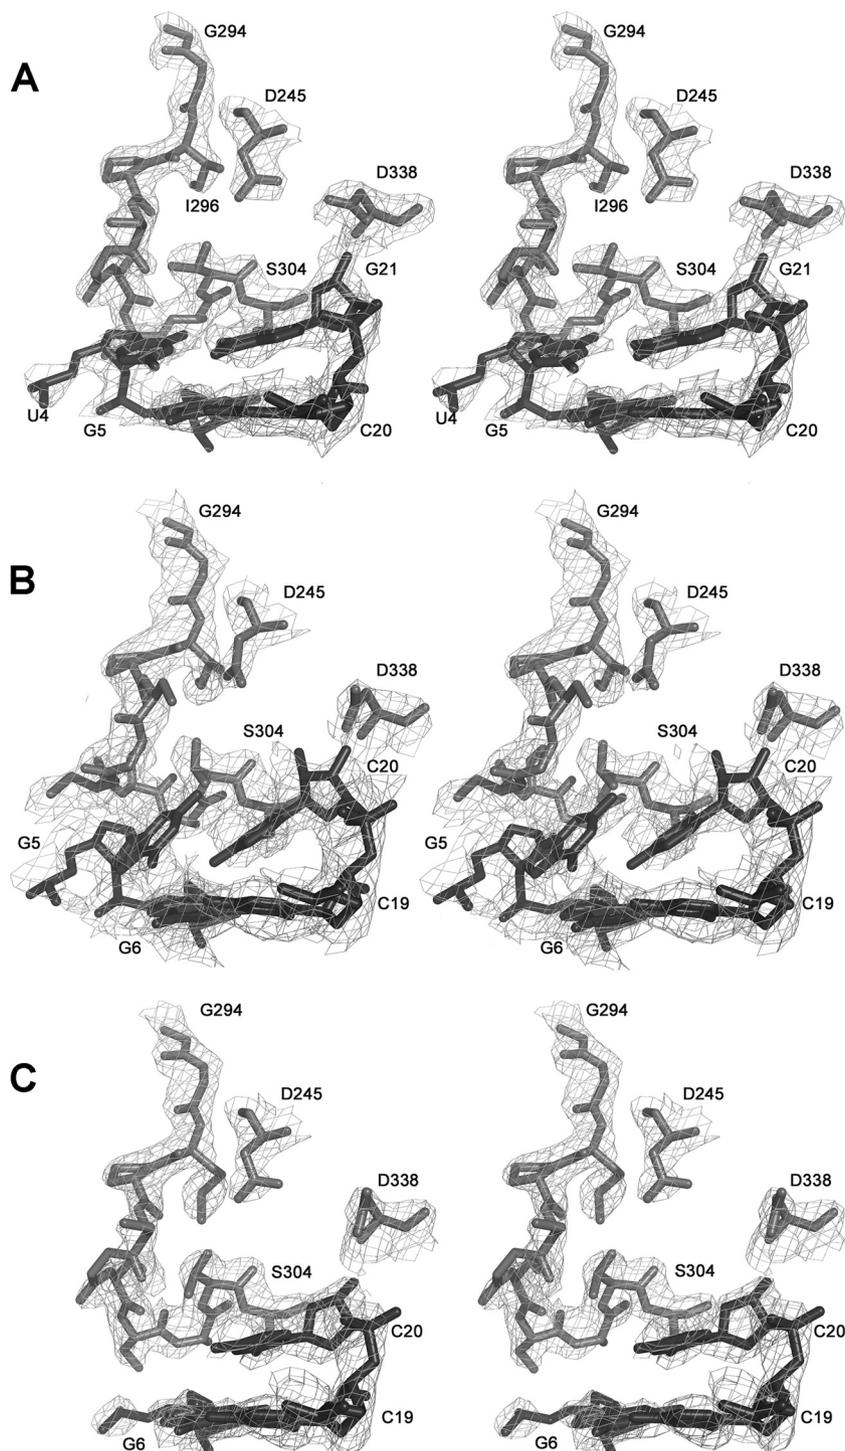 A
G294 G294
D245 D245
D338 D338
I296 I296
S304 G21 S304 G21
U4 G5 C20 U4 G5 C20
B
G294 G294
D245 D245
D338 D338
S304 S304
C20 C20
G5 G5
C19 C19
G6 G6
C
G294 G294
D245 D245
D338 D338
S304 S304
C20 C20
C19 C19
G6 G6